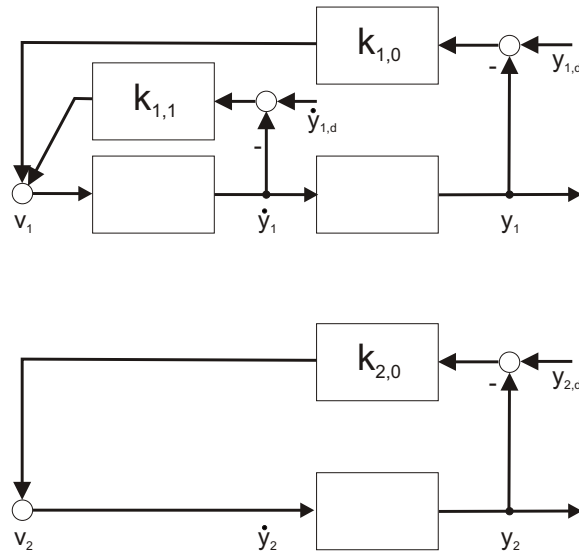 k1,0
-
y1,d
k1,1
ẏ1,d
-
v1
ẏ1
y1
k2,0
-
y2,d
v2
ẏ2
y2